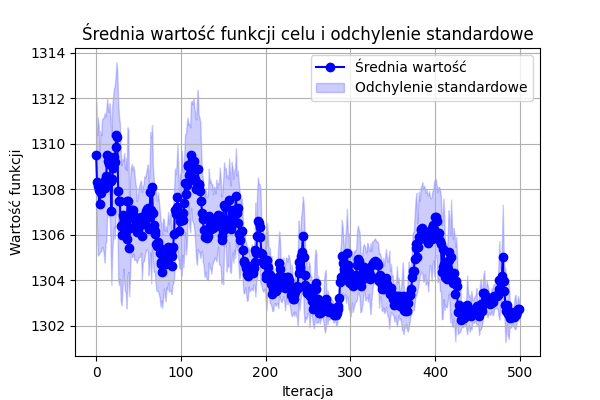 Średnia wartość funkcji celu i odchylenie standardowe
Średnia wartość
Odchylenie standardowe
Wartość funkcji
1314
1312
1310
1308
1306
1304
1302
0 100 200 300 400 500
Iteracja